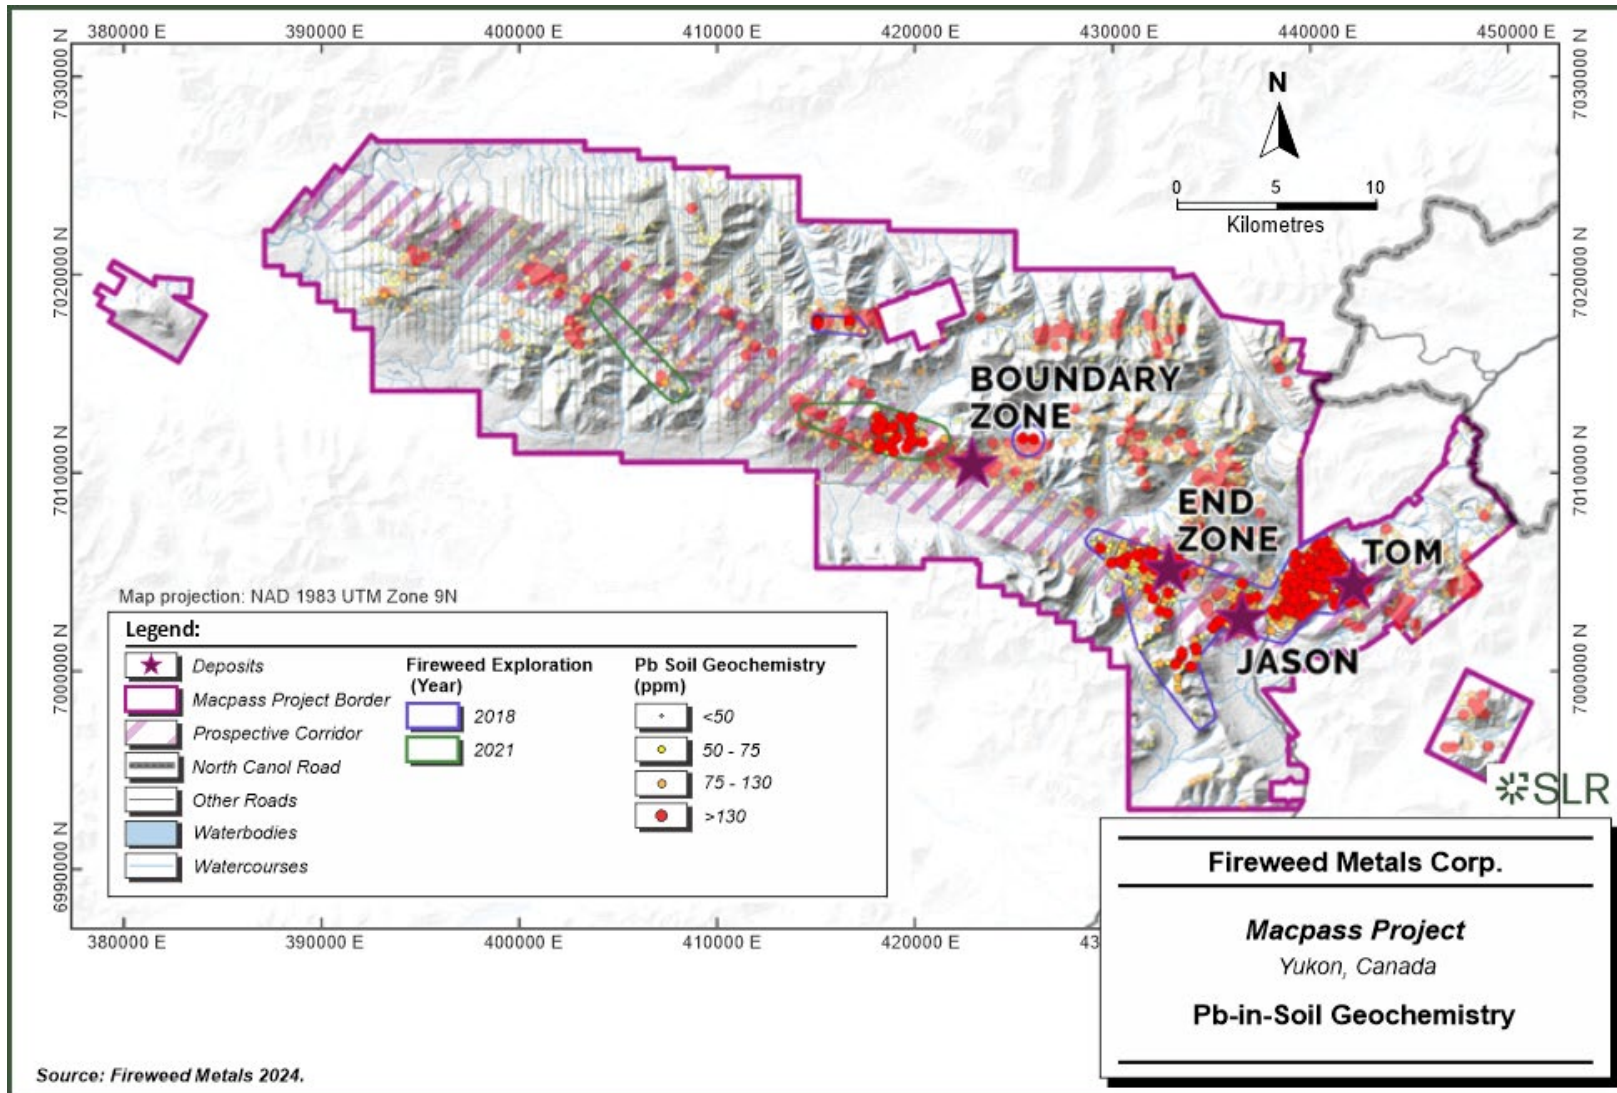 380000 E 390000 E 400000 E 410000 E 420000 E 430000 E 440000 E 450000 E
7030000 N
7030000 N
N
0 5 10
Kilometres
7020000 N
7020000 N
BOUNDARY
ZONE
7010000 N
7010000 N
END
ZONE
TOM
JASON
7000000 N
7000000 N
6990000 N
Map projection: NAD 1983 UTM Zone 9N
Legend:
Deposits
Macpass Project Border
Prospective Corridor
North Canol Road
Other Roads
Waterbodies
Watercourses
Fireweed Exploration
(Year)
2018
2021
Pb Soil Geochemistry
(ppm)
<50
50 - 75
75 - 130
>130
380000 E 390000 E 400000 E 410000 E 420000 E 43
SLR
Fireweed Metals Corp.
Macpass Project
Yukon, Canada
Pb-in-Soil Geochemistry
Source: Fireweed Metals 2024.